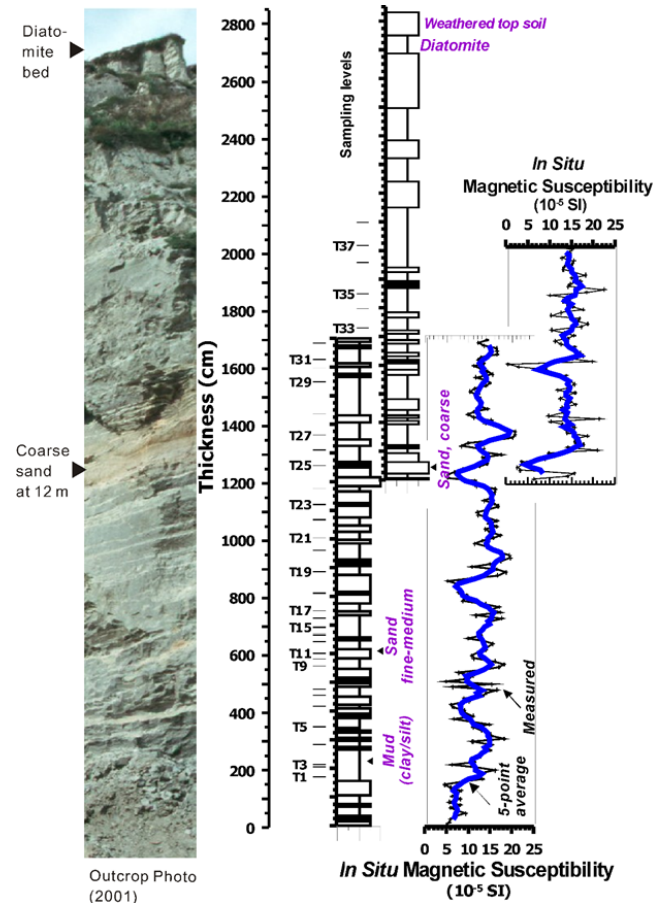 Diato-
mite
bed
Coarse
sand
at 12 m
Outcrop Photo
(2001)
Thickness (cm)
2800
2600
2400
2200
2000
1800
1600
1400
1200
1000
800
600
400
200
0
Sampling levels
T37
T35
T33
T31
T29
T27
T25
T23
T21
T19
T17
T15
T11
T9
T5
T3
T1
Weathered top soil
Diatomite
Sand, coarse
Sand
fine-medium
Mud
(clay/silt)
In Situ
Magnetic Susceptibility
(10-5 SI)
0 5 10 15 20 25
Measured
5-point
average
0 5 10 15 20 25
In Situ Magnetic Susceptibility
(10-5 SI)